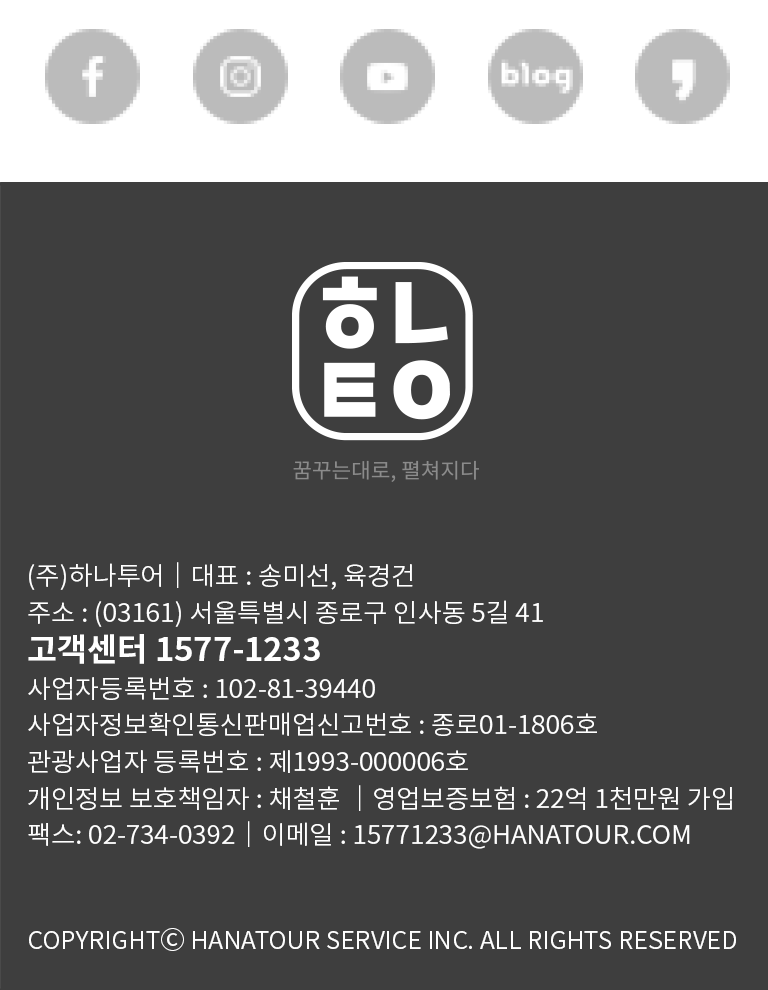 blog
하나
투어
꿈꾸는대로, 펼쳐지다
(주)하나투어 | 대표 : 송미선, 육경건
주소 : (03161) 서울특별시 종로구 인사동 5길 41
고객센터 1577-1233
사업자등록번호 : 102-81-39440
사업자정보확인통신판매업신고번호 : 종로01-1806호
관광사업자 등록번호 : 제1993-000006호
개인정보 보호책임자 : 채철훈 | 영업보증보험 : 22억 1천만원 가입
팩스: 02-734-0392 | 이메일 : 15771233@HANATOUR.COM
COPYRIGHTⓒ HANATOUR SERVICE INC. ALL RIGHTS RESERVED